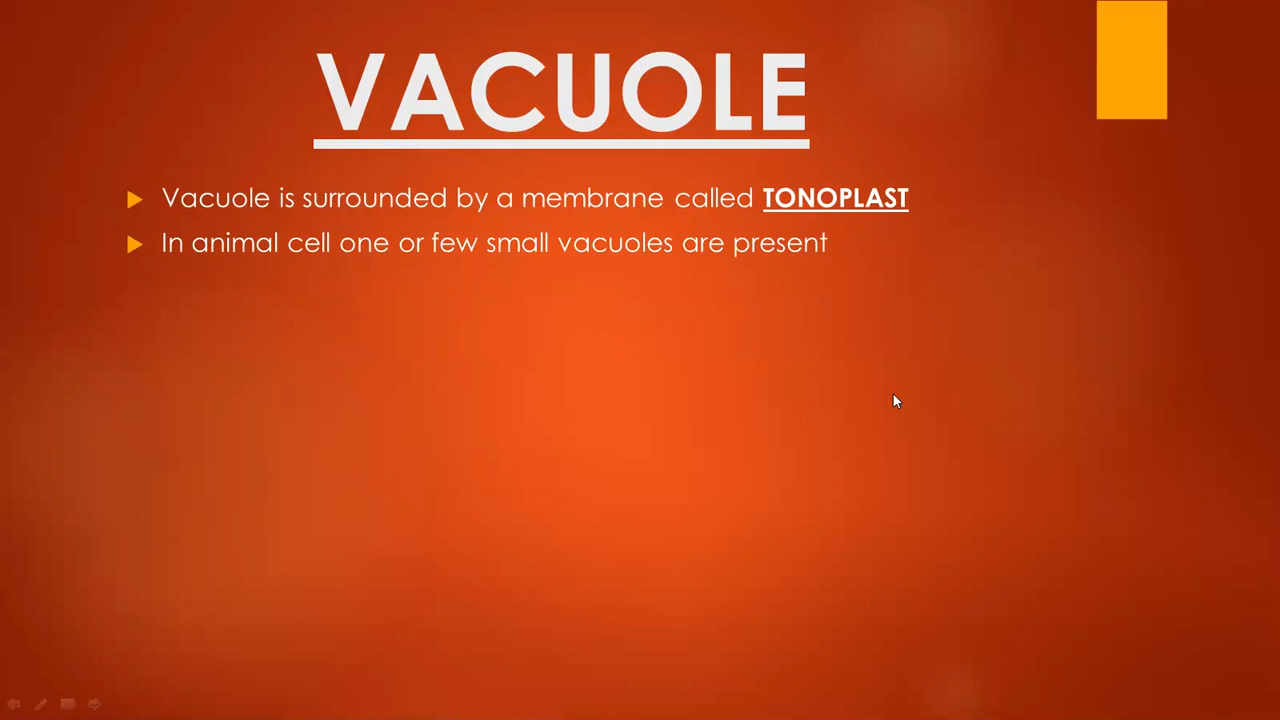 VACUOLE
Vacuole is surrounded by a membrane called TONOPLAST
In animal cell one or few small vacuoles are present